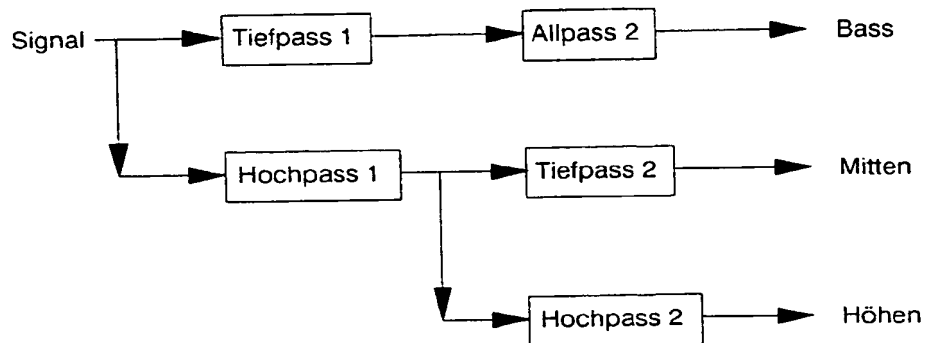 Signal
Tiefpass 1
Allpass 2
Bass
Hochpass 1
Tiefpass 2
Mitten
Hochpass 2
Höhen